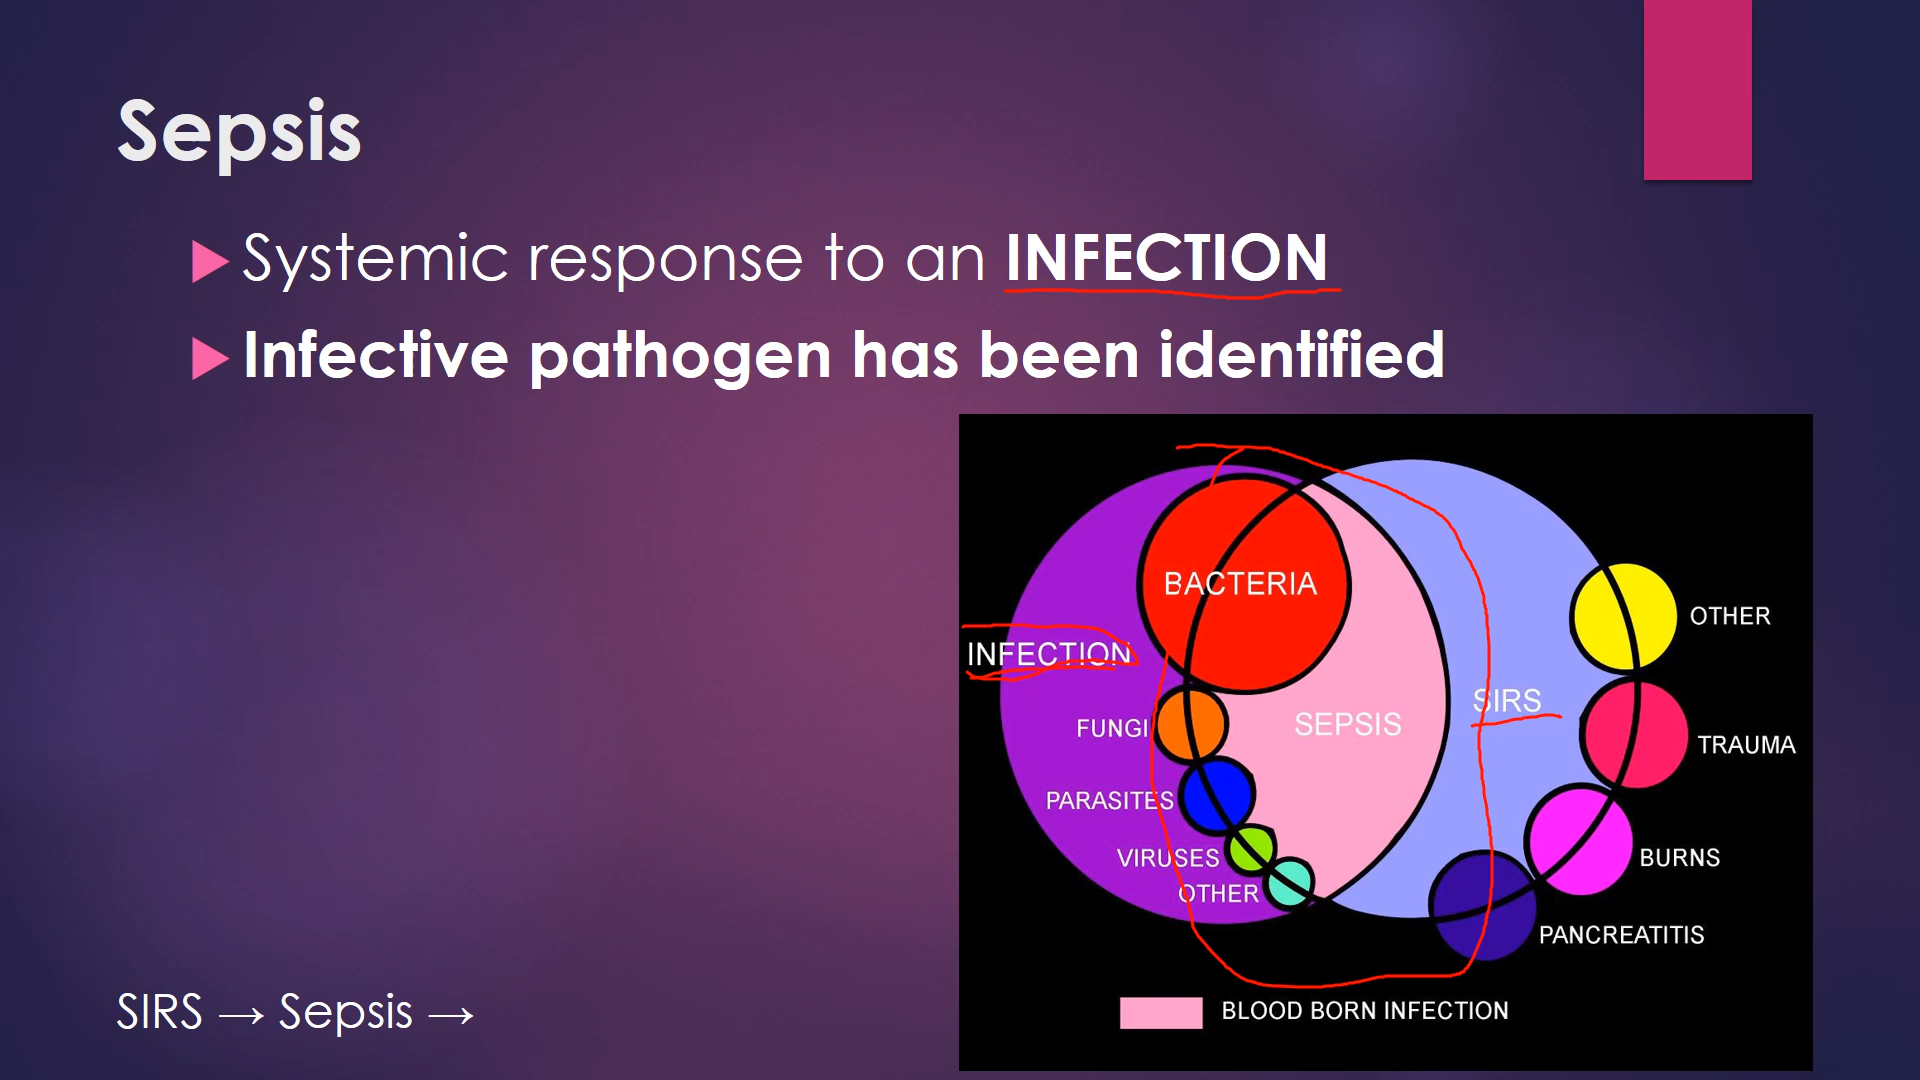 Sepsis
Systemic response to an INFECTION
Infective pathogen has been identified
BACTERIA
OTHER
INFECTION
SIRS
FUNGI
SEPSIS
TRAUMA
PARASITES
VIRUSES
BURNS
OTHER
PANCREATITIS
BLOOD BORN INFECTION
SIRS → Sepsis →